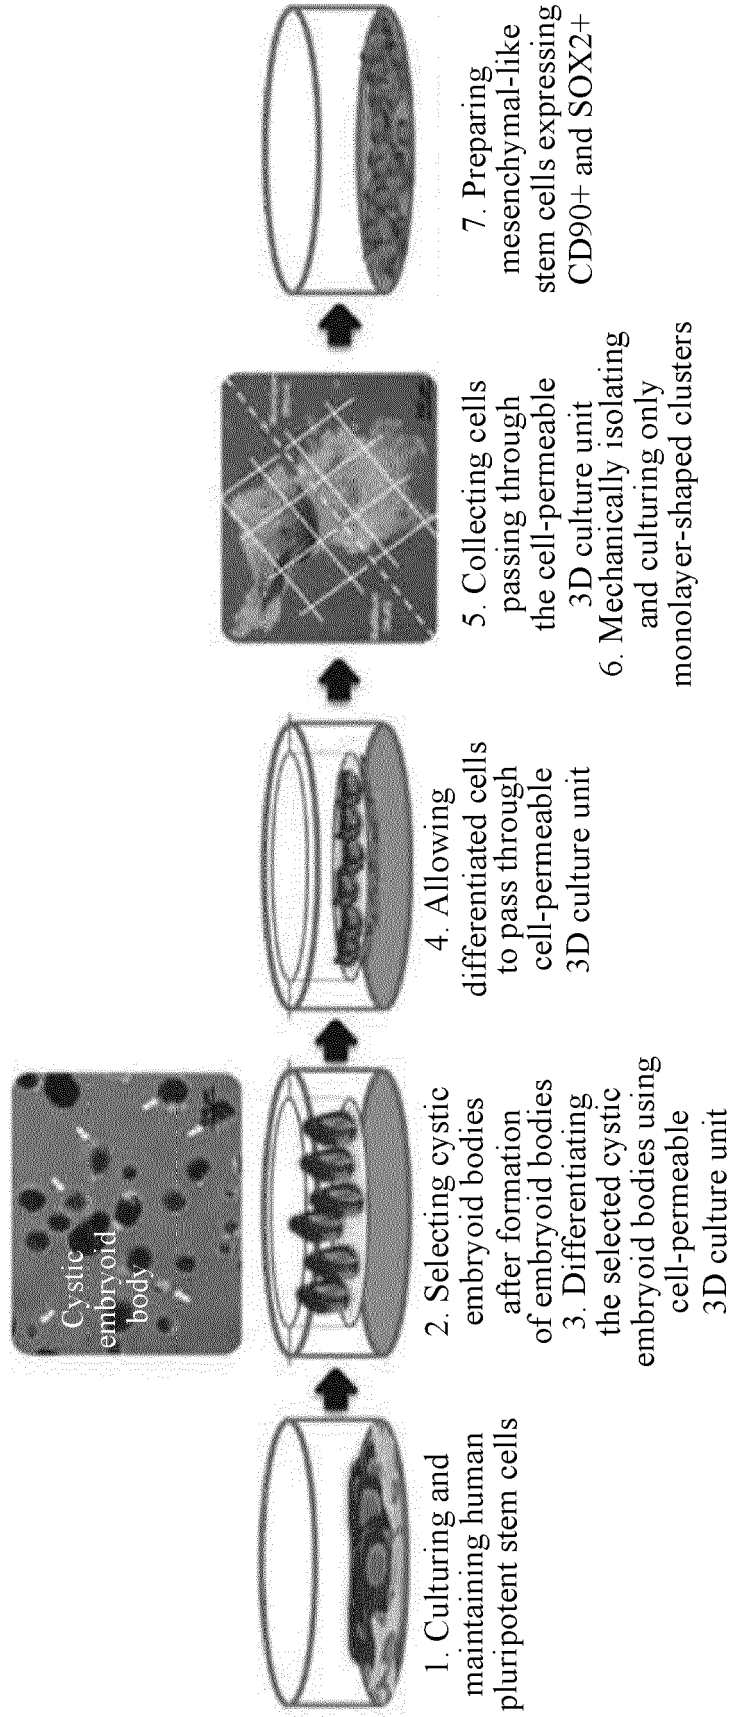 Cystic
embryoid
body
1. Culturing and
maintaining human
pluripotent stem cells
2. Selecting cystic
embryoid bodies
after formation
of embryoid bodies
3. Differentiating
the selected cystic
embryoid bodies using
cell-permeable
3D culture unit
4. Allowing
differentiated cells
to pass through
cell-permeable
3D culture unit
5. Collecting cells
passing through
the cell-permeable
3D culture unit
6. Mechanically isolating
and culturing only
monolayer-shaped clusters
7. Preparing
mesenchymal-like
stem cells expressing
CD90+ and SOX2+